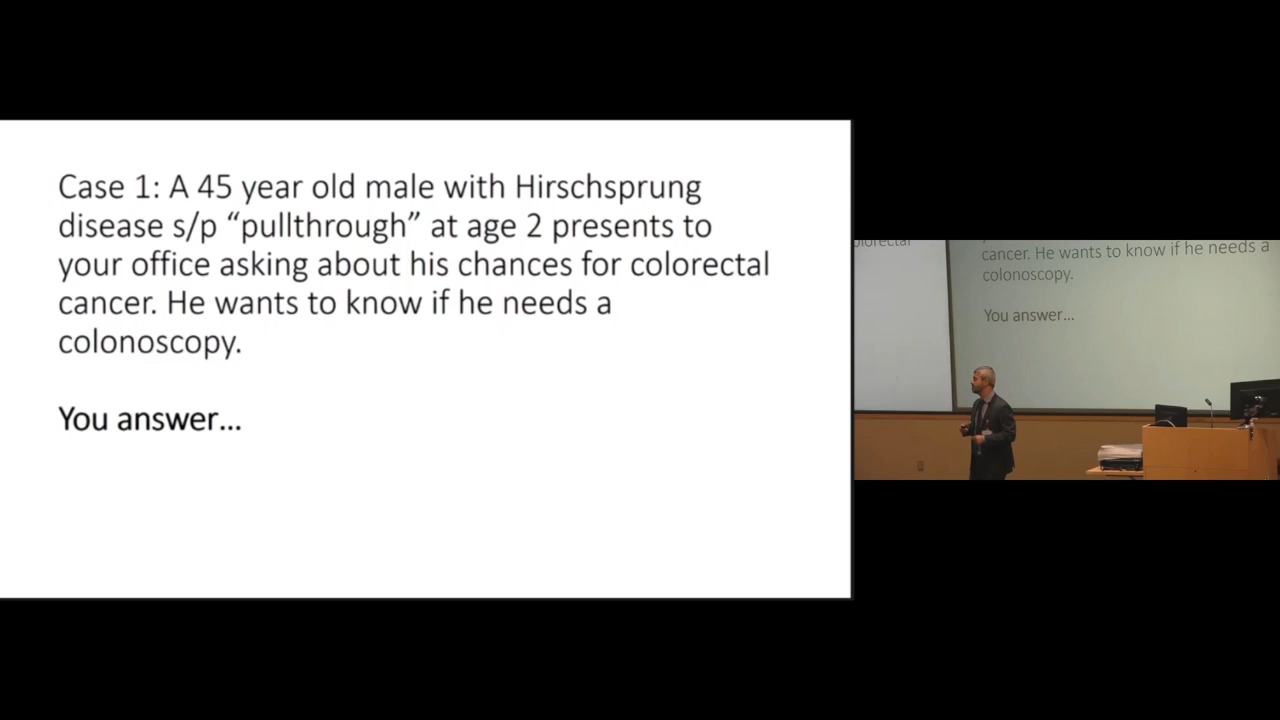 Case 1: A 45 year old male with Hirschsprung
disease s/p “pullthrough” at age 2 presents to
your office asking about his chances for colorectal
cancer. He wants to know if he needs a
colonoscopy.
You answer...
colorectal
cancer. He wants to know if he needs a
colonoscopy.
You answer...